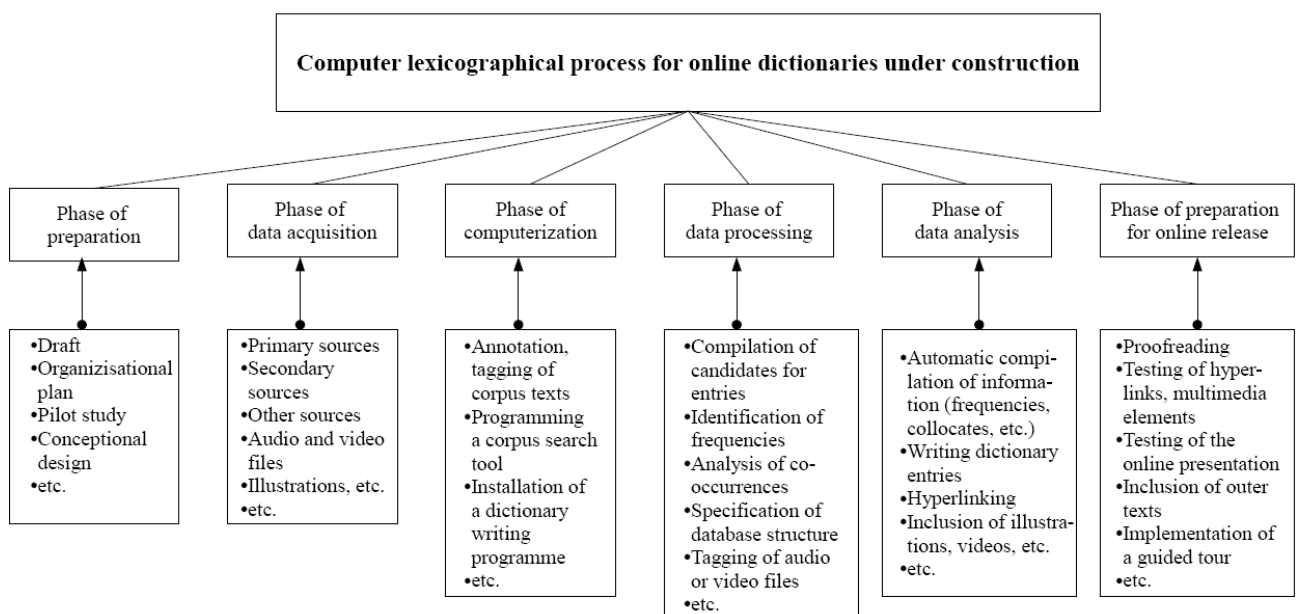 Computer lexicographical process for online dictionaries under construction
Phase of
preparation
Phase of
data acquisition
Phase of
computerization
Phase of
data processing
Phase of
data analysis
Phase of preparation
for online release
•Draft
•Organizisational
plan
•Pilot study
•Conceptional
design
•etc.
•Primary sources
•Secondary
sources
•Other sources
•Audio and video
files
•Illustrations, etc.
•etc.
•Annotation,
tagging of
corpus texts
•Programming
a corpus search
tool
•Installation of
a dictionary
writing
programme
•etc.
•Compilation of
candidates for
entries
•Identification of
frequencies
•Analysis of co-
occurrences
•Specification of
database structure
•Tagging of audio
or video files
•etc.
•Automatic compi-
lation of informa-
tion (frequencies,
collocates, etc.)
•Writing dictionary
entries
•Hyperlinking
•Inclusion of illustra-
tions, videos, etc.
•etc.
•Proofreading
•Testing of hyper-
links, multimedia
elements
•Testing of the
online presentation
•Inclusion of outer
texts
•Implementation of
a guided tour
•etc.